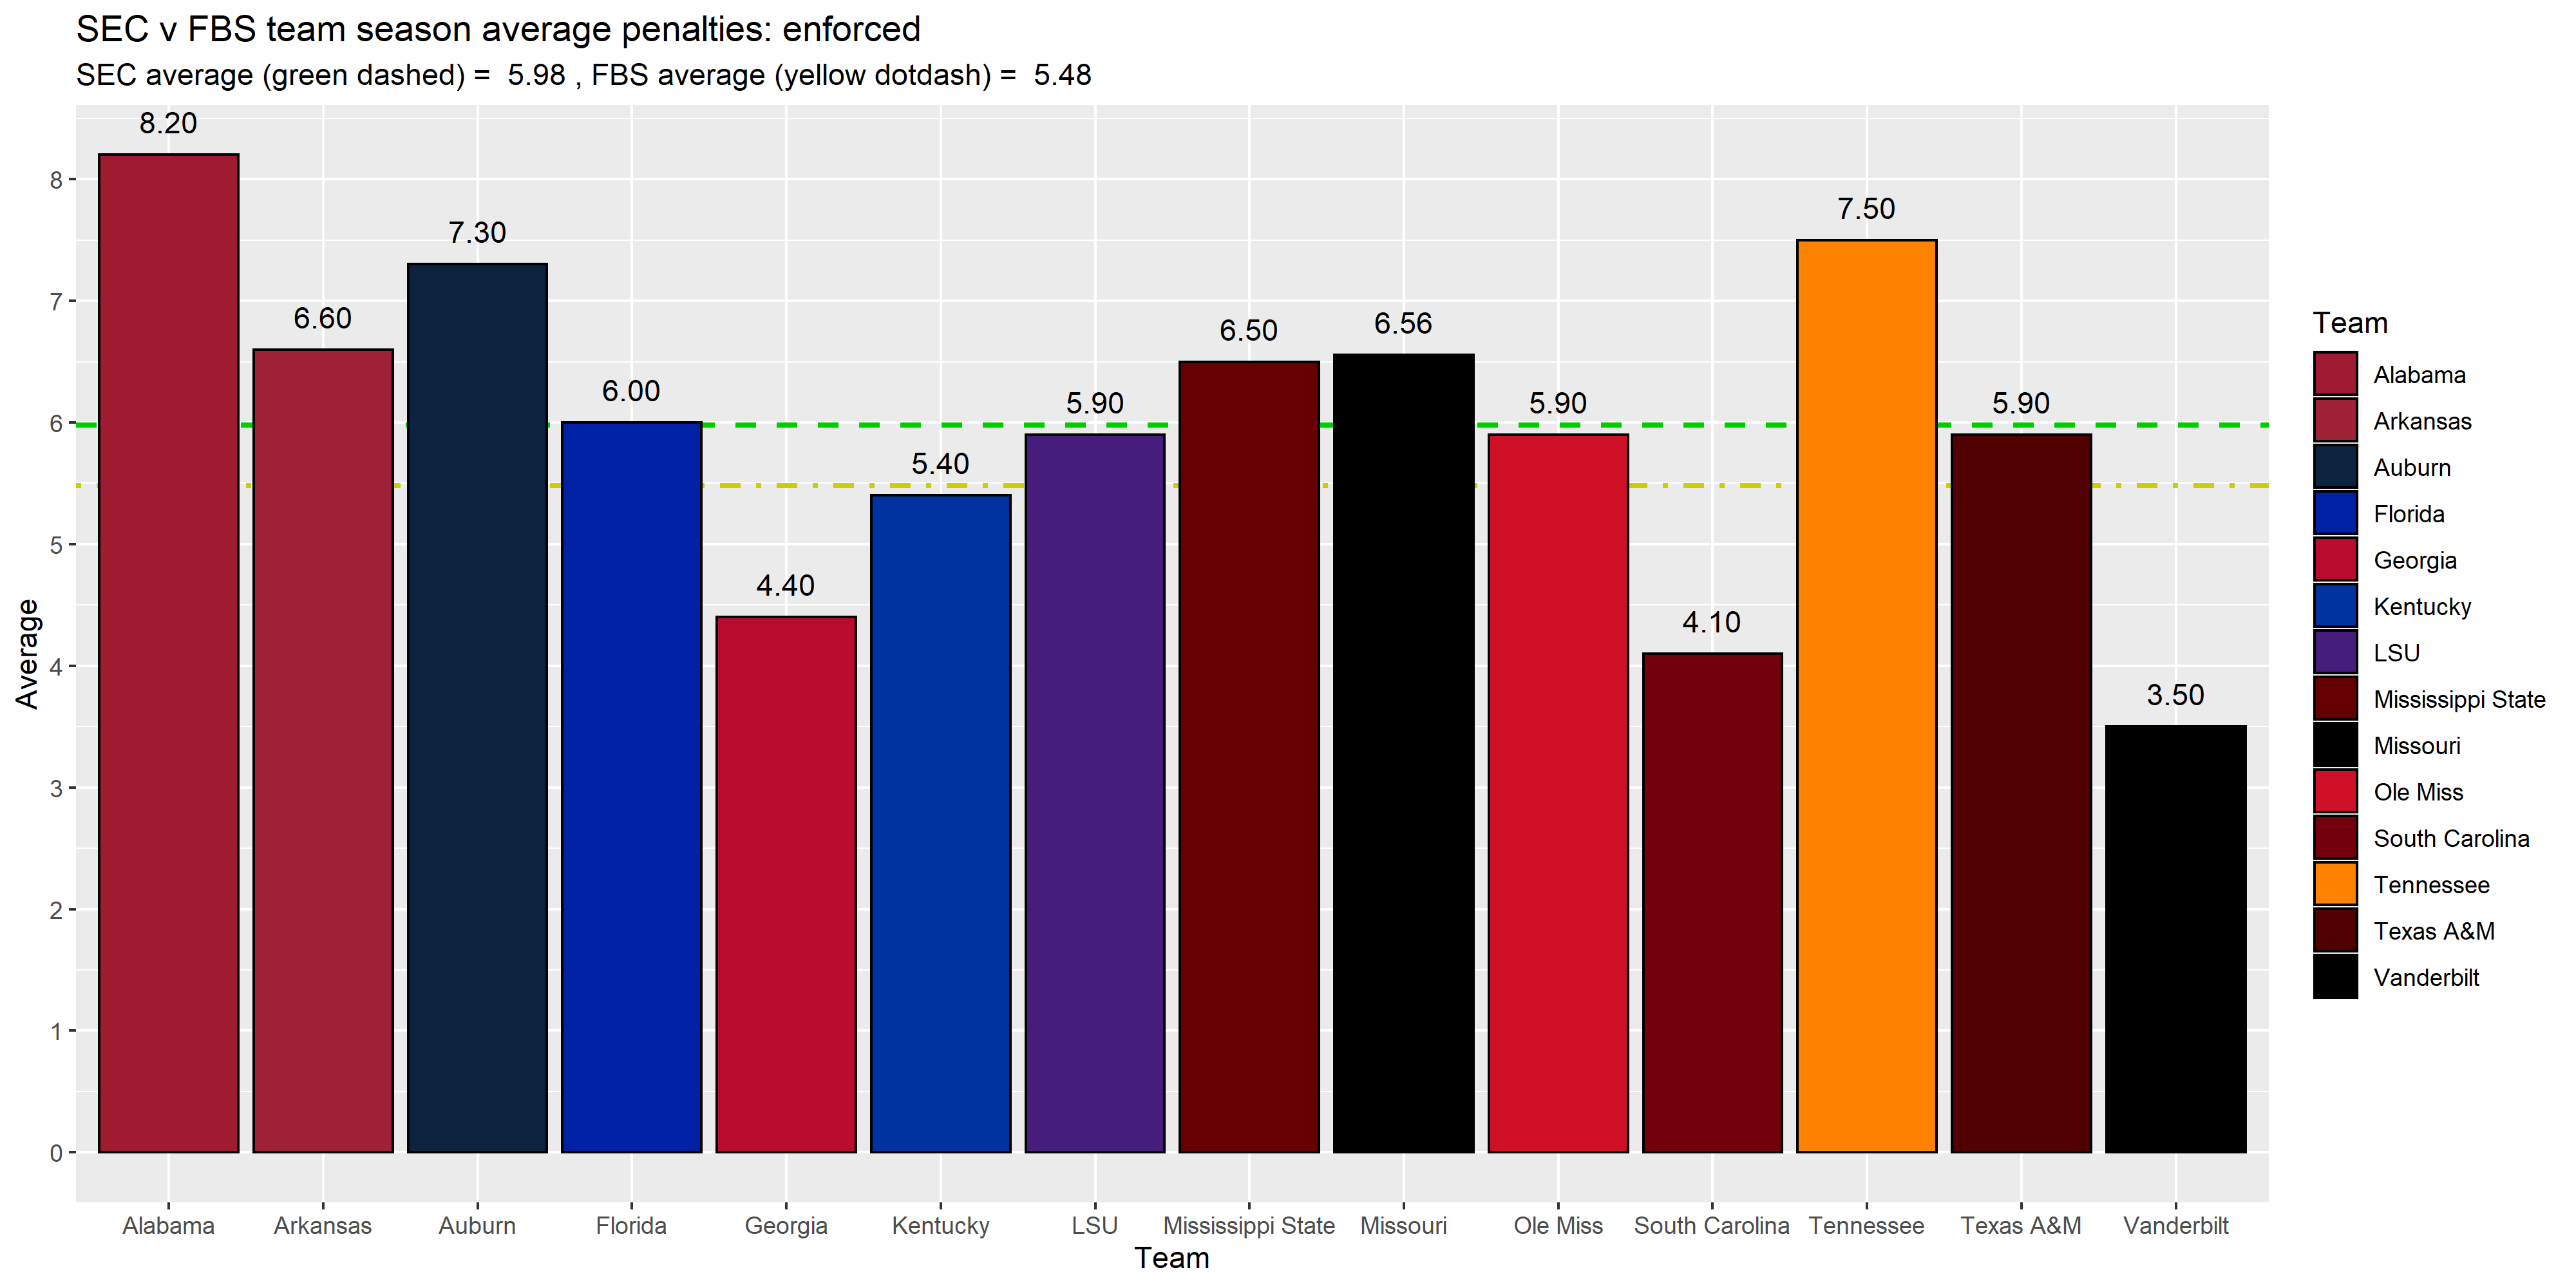 SEC v FBS team season average penalties: enforced
SEC average (green dashed) =  5.98 , FBS average (yellow dotdash) =  5.48
8.20
6.60
7.30
6.00
4.40
5.40
5.90
6.50
6.56
5.90
4.10
7.50
5.90
3.50
Average
8
7
6
5
4
3
2
1
0
Alabama
Arkansas
Auburn
Florida
Georgia
Kentucky
LSU
Mississippi State
Missouri
Ole Miss
South Carolina
Tennessee
Texas A&M
Vanderbilt
Team
Team
Alabama
Arkansas
Auburn
Florida
Georgia
Kentucky
LSU
Mississippi State
Missouri
Ole Miss
South Carolina
Tennessee
Texas A&M
Vanderbilt